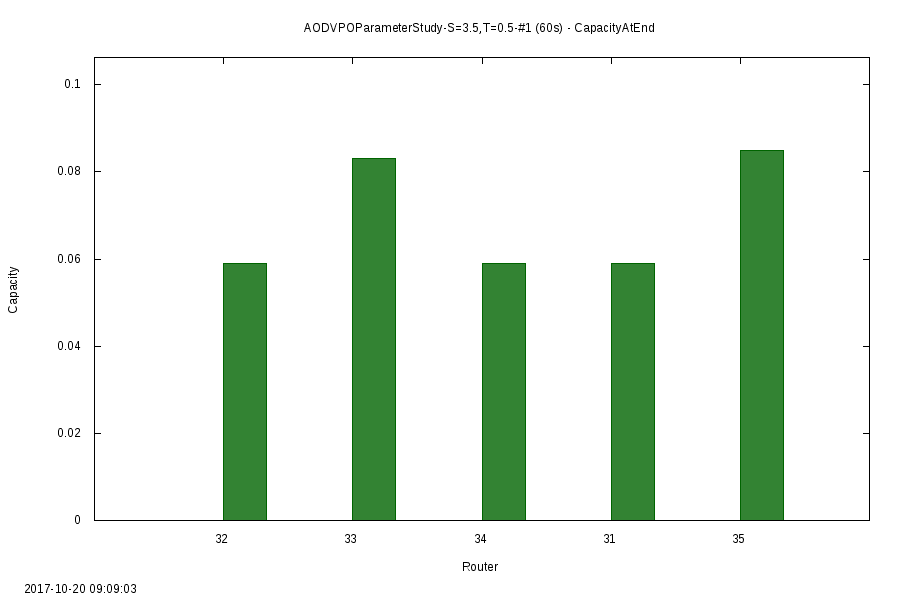 AODVPOParameterStudy-S=3.5,T=0.5-#1 (60s) - CapacityAtEnd
0.1
0.08
0.06
0.04
0.02
0
Capacity
32 33 34 31 35
Router
2017-10-20 09:09:03